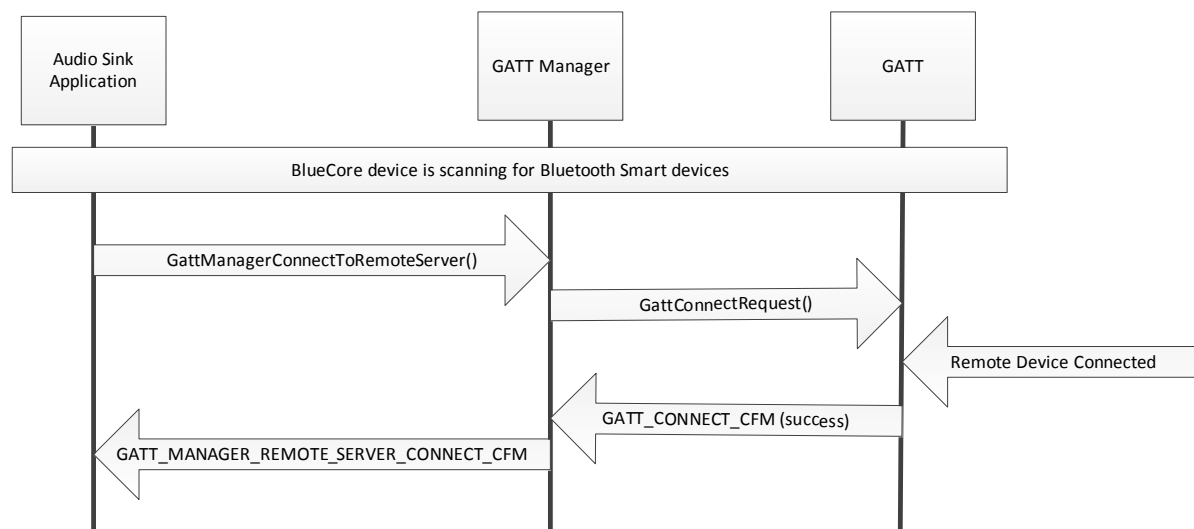 Audio Sink
Application
GATT Manager
GATT
BlueCore device is scanning for Bluetooth Smart devices
GattManagerConnectToRemoteServer()
GattConnectRequest()
Remote Device Connected
GATT_CONNECT_CFM (success)
GATT_MANAGER_REMOTE_SERVER_CONNECT_CFM